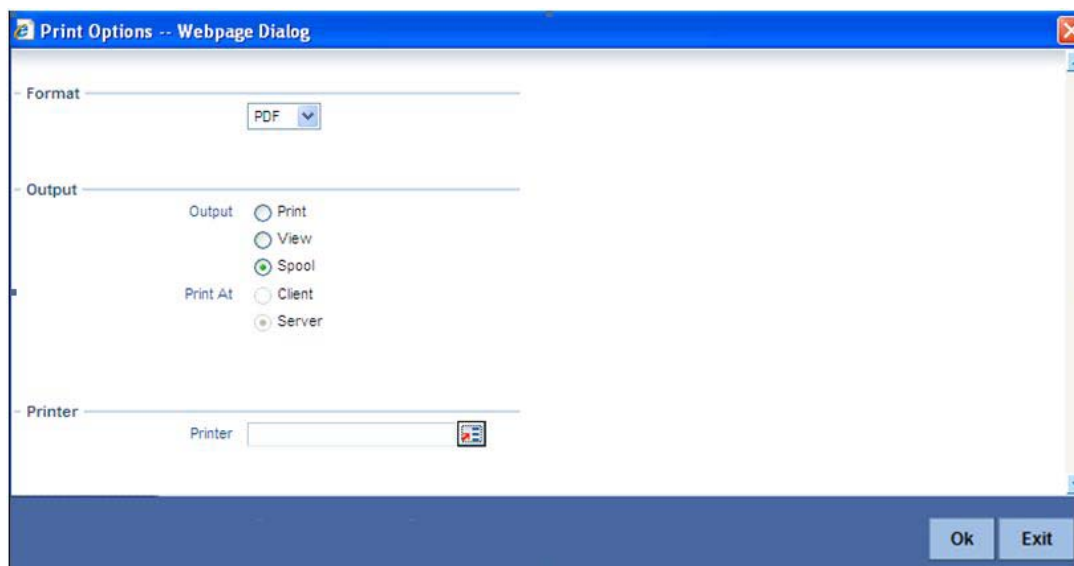 Print Options -- Webpage Dialog
Format
PDF
Output
Output Print
View
Spool
Print At Client
Server
Printer
Printer
Ok Exit